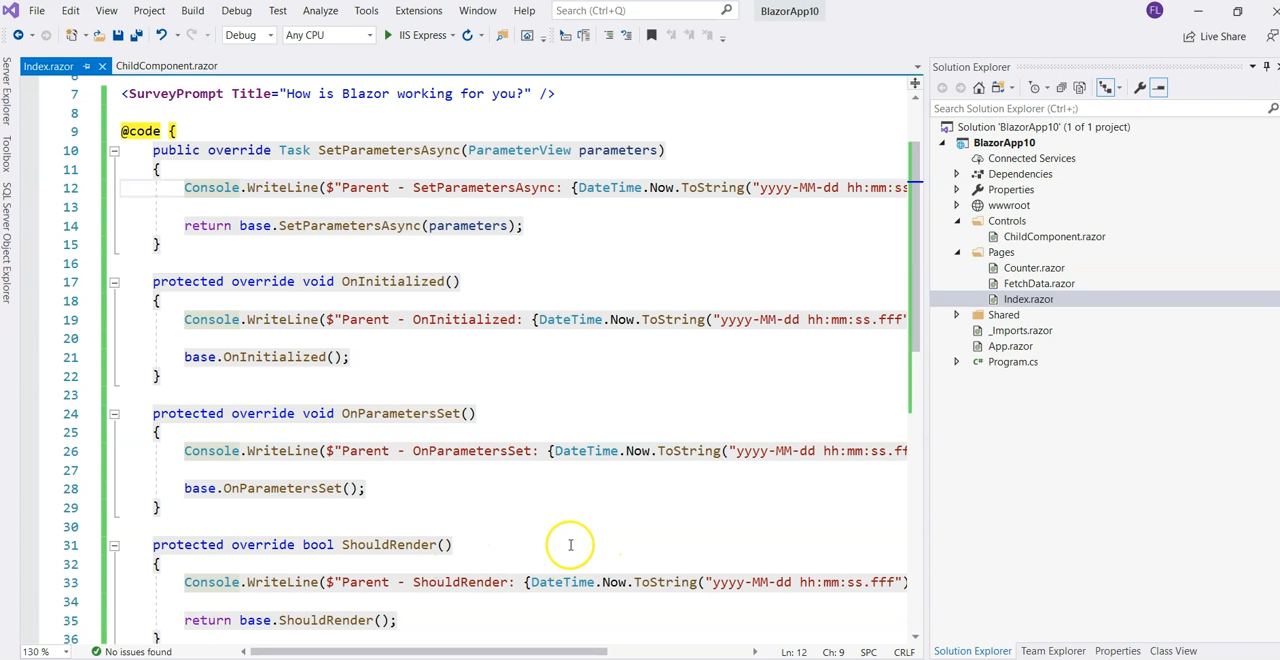 File Edit View Project Build Debug Test Analyze Tools Extensions Window Help Search (Ctrl+Q) BlazorApp10 FL
Debug Any CPU IIS Express Live Share
Server Explorer
Toolbox
SQL Server Object Explorer
Index.razor ChildComponent.razor
6
7 <SurveyPrompt Title="How is Blazor working for you?" />
8
9 @code {
10 public override Task SetParametersAsync(ParameterView parameters)
11 {
12 Console.WriteLine($"Parent - SetParametersAsync: {DateTime.Now.ToString("yyyy-MM-dd hh:mm:ss
13
14 return base.SetParametersAsync(parameters);
15 }
16
17 protected override void OnInitialized()
18 {
19 Console.WriteLine($"Parent - OnInitialized: {DateTime.Now.ToString("yyyy-MM-dd hh:mm:ss.fff"
20
21 base.OnInitialized();
22 }
23
24 protected override void OnParametersSet()
25 {
26 Console.WriteLine($"Parent - OnParametersSet: {DateTime.Now.ToString("yyyy-MM-dd hh:mm:ss.ff
27
28 base.OnParametersSet();
29 }
30
31 protected override bool ShouldRender()
32 {
33 Console.WriteLine($"Parent - ShouldRender: {DateTime.Now.ToString("yyyy-MM-dd hh:mm:ss.fff")
34
35 return base.ShouldRender();
36 }
130 % No issues found Ln: 12 Ch: 9 SPC CRLF
Solution Explorer
Search Solution Explorer (Ctrl+;)
Solution 'BlazorApp10' (1 of 1 project)
BlazorApp10
Connected Services
Dependencies
Properties
wwwroot
Controls
ChildComponent.razor
Pages
Counter.razor
FetchData.razor
Index.razor
Shared
_Imports.razor
App.razor
C# Program.cs
Solution Explorer Team Explorer Properties Class View